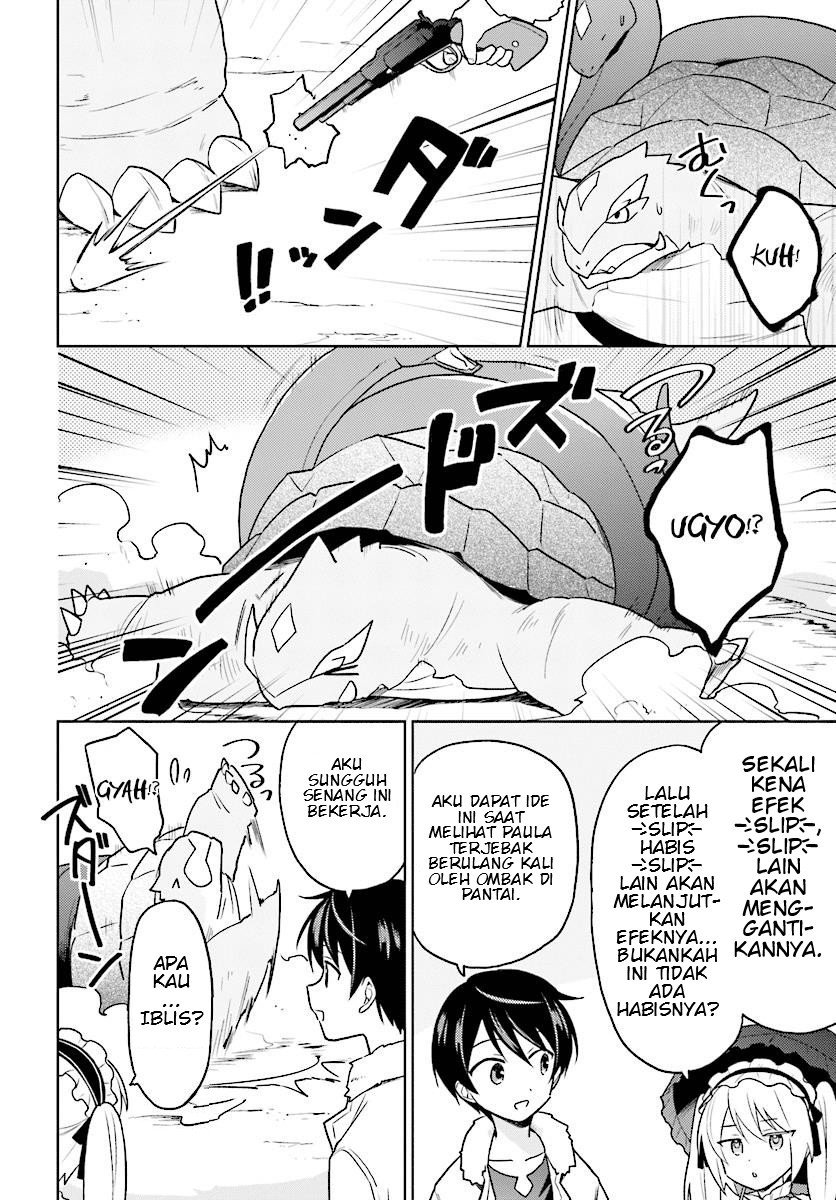 むくっ
KUH!
ダ
ン
ッ
!!
UGYO!?
ズ
ド
ン
SEKALI
KENA
EFEK
-SLIP-,
-SLIP-
LAIN
AKAN
MENG-
GANTI-
KANNYA.
LALU
SETELAH
-SLIP-
HABIS
-SLIP-
LAIN AKAN
MELANJUT-
KAN
EFEKNYA...
BUKANKAH
INI TIDAK
ADA
HABISNYA?
AKU DAPAT IDE
INI SAAT
MELIHAT PAULA
TERJEBAK
BERULANG KALI
OLEH OMBAK DI
PANTAI.
AKU
SUNGGUH
SENANG INI
BEKERJA.
GYAH!?
ズダン
APA
KAU
...
IBLIS?